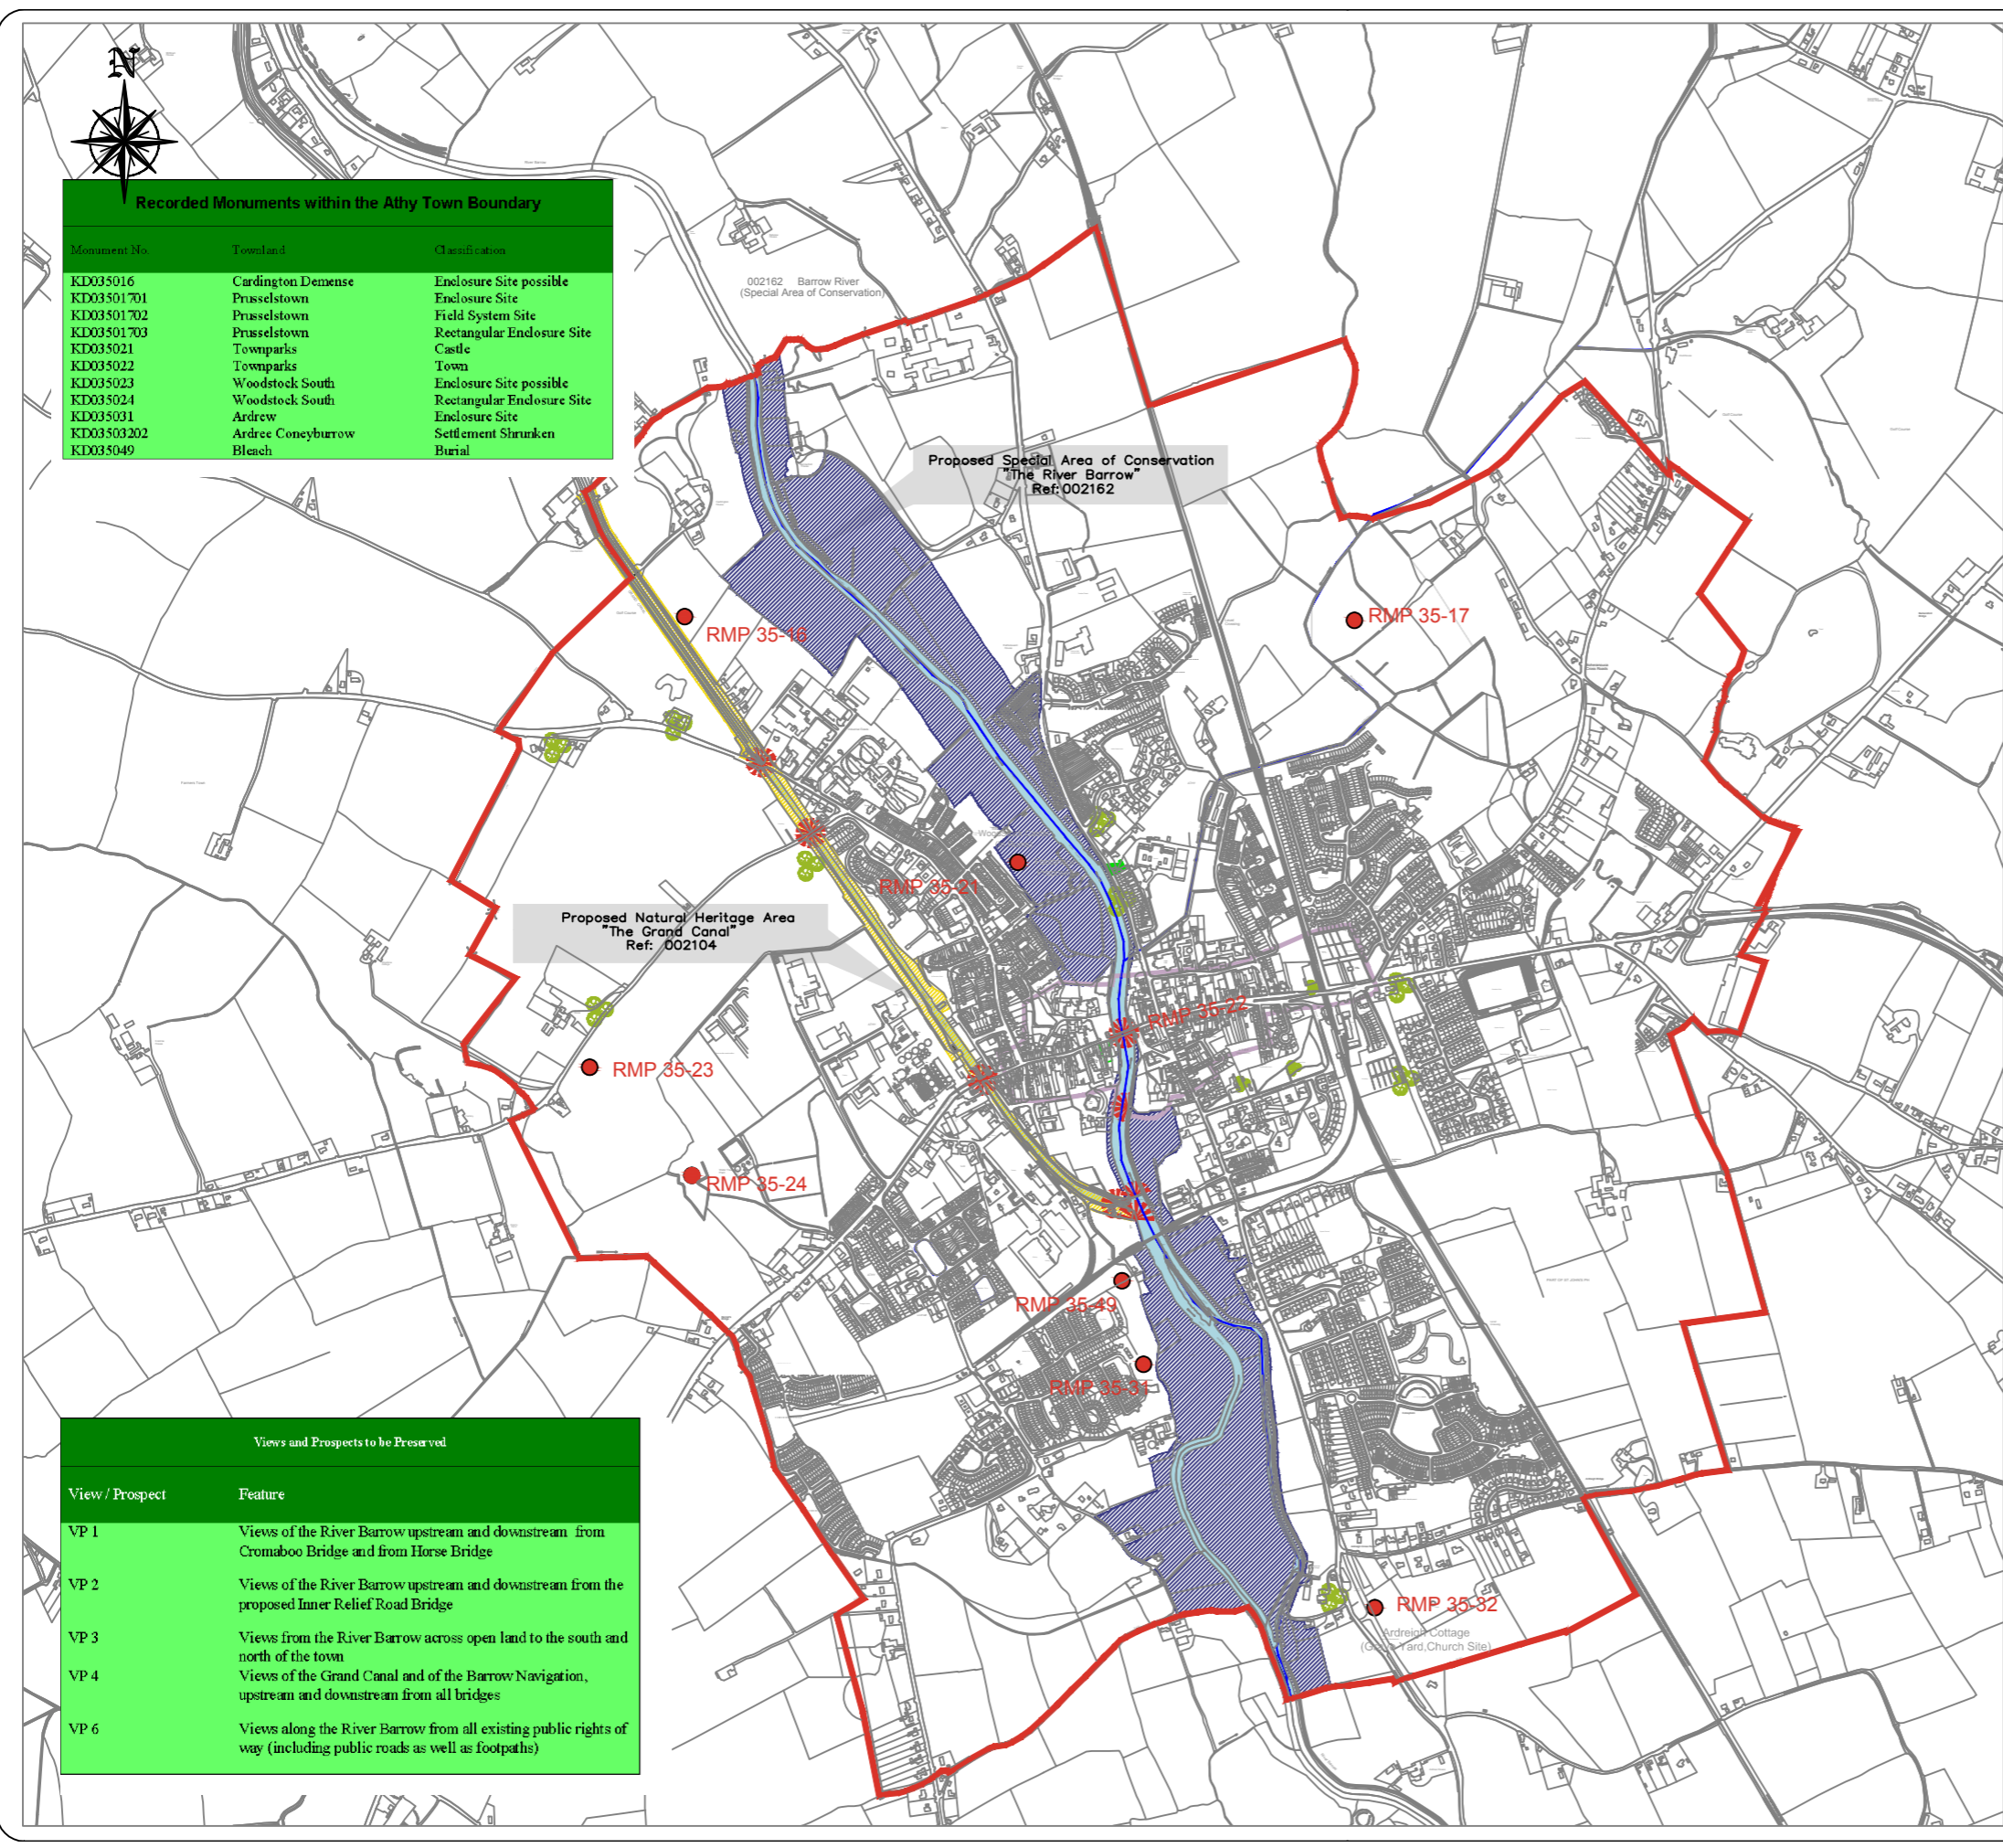 N
Recorded Monuments within the Athy Town Boundary
Monument No. Townland Classification
KD035016 Cardington Demense Enclosure Site possible
KD03501701 Prusselstown Enclosure Site
KD03501702 Prusselstown Field System Site
KD03501703 Prusselstown Rectangular Enclosure Site
KD035021 Townparks Castle
KD035022 Townparks Town
KD035023 Woodstock South Enclosure Site possible
KD035024 Woodstock South Rectangular Enclosure Site
KD035031 Ardrew Enclosure Site
KD03503202 Ardree Coneyburrow Settlement Shrunken
KD035049 Bleach Burial
002162 Barrow River
(Special Area of Conservation)
Proposed Special Area of Conservation
"The River Barrow"
Ref: 002162
RMP 35-16
RMP 35-17
RMP 35-21
Proposed Natural Heritage Area
"The Grand Canal"
Ref: 002104
RMP 35-22
RMP 35-23
RMP 35-24
RMP 35-49
RMP 35-31
RMP 35-32
Ardreigh Cottage
(Grave Yard,Church Site)
Views and Prospects to be Preserved
View / Prospect Feature
VP 1 Views of the River Barrow upstream and downstream from
Cromaboo Bridge and from Horse Bridge
VP 2 Views of the River Barrow upstream and downstream from the
proposed Inner Relief Road Bridge
VP 3 Views from the River Barrow across open land to the south and
north of the town
VP 4 Views of the Grand Canal and of the Barrow Navigation,
upstream and downstream from all bridges
VP 6 Views along the River Barrow from all existing public rights of
way (including public roads as well as footpaths)